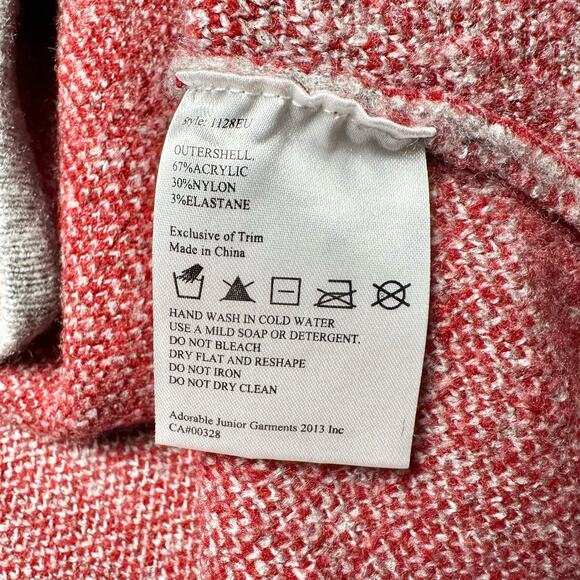 style: 1128EU
OUTERSHELL.
67%ACRYLIC
30%NYLON
3%ELASTANE
Exclusive of Trim
Made in China
HAND WASH IN COLD WATER
USE A MILD SOAP OR DETERGENT.
DO NOT BLEACH
DRY FLAT AND RESHAPE
DO NOT IRON
DO NOT DRY CLEAN
Adorable Junior Garments 2013 Inc
CA#00328